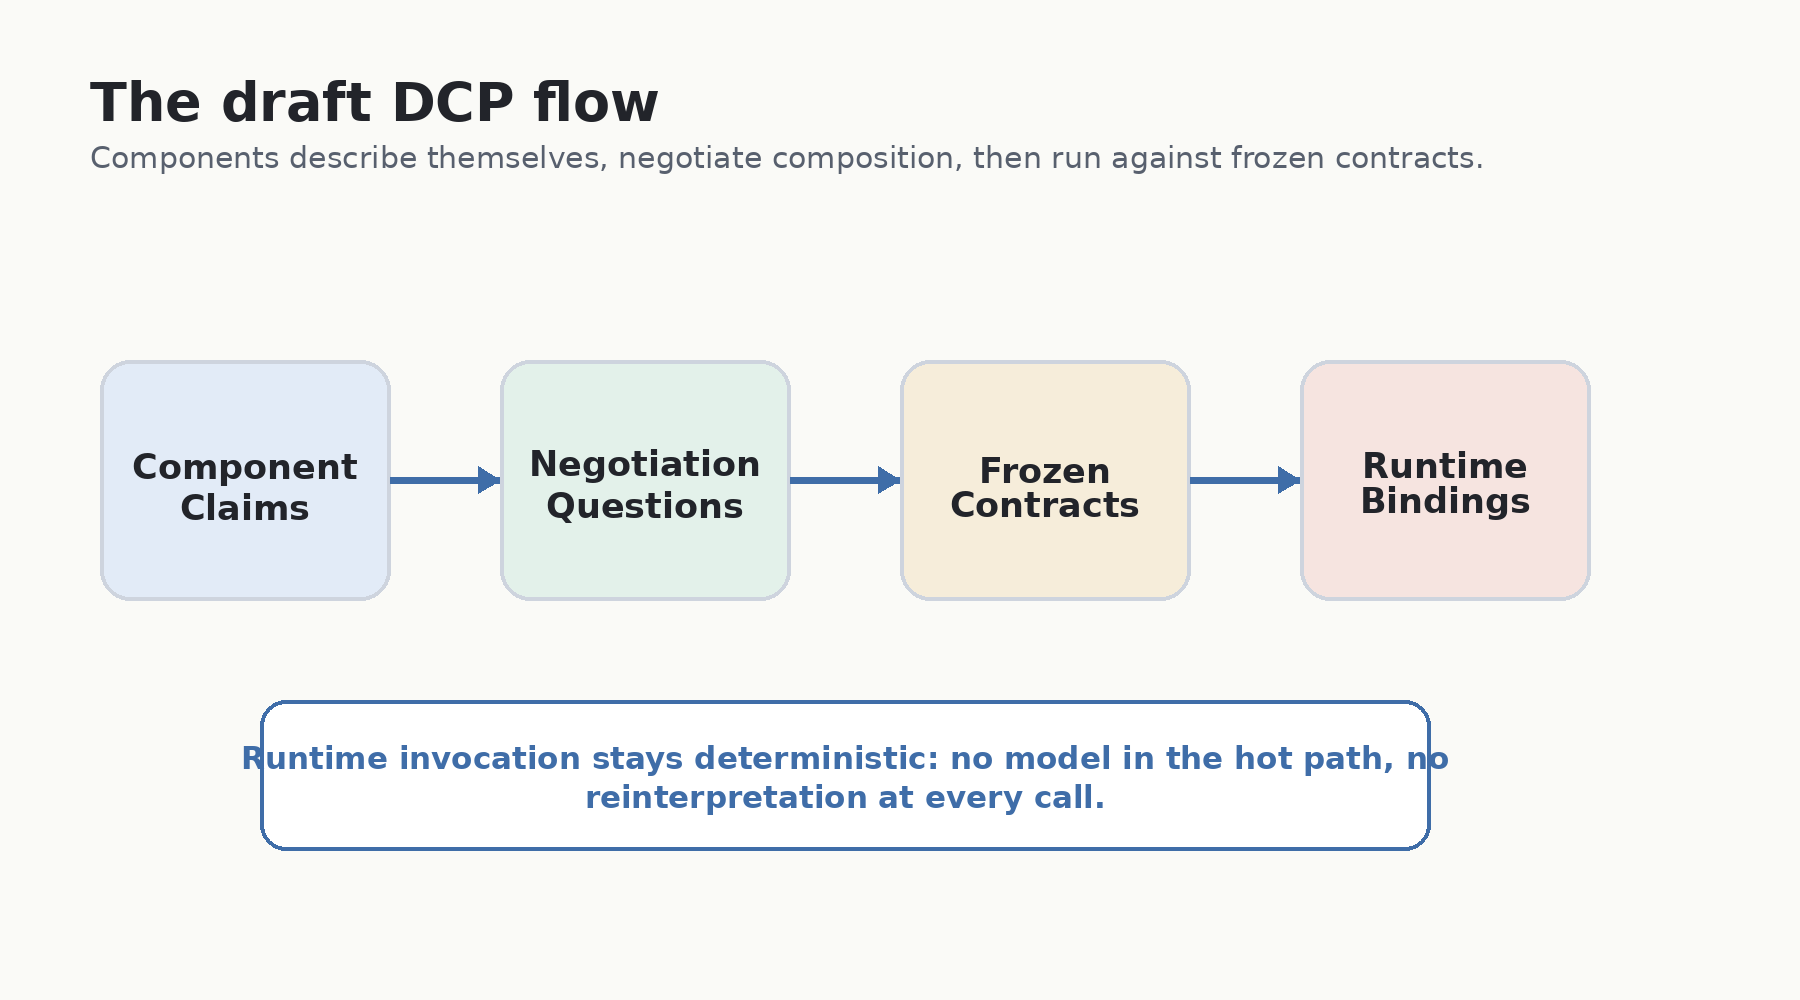 The draft DCP flow
Components describe themselves, negotiate composition, then run against frozen contracts.
Component
Claims
Negotiation
Questions
Frozen
Contracts
Runtime
Bindings
Runtime invocation stays deterministic: no model in the hot path, no
reinterpretation at every call.